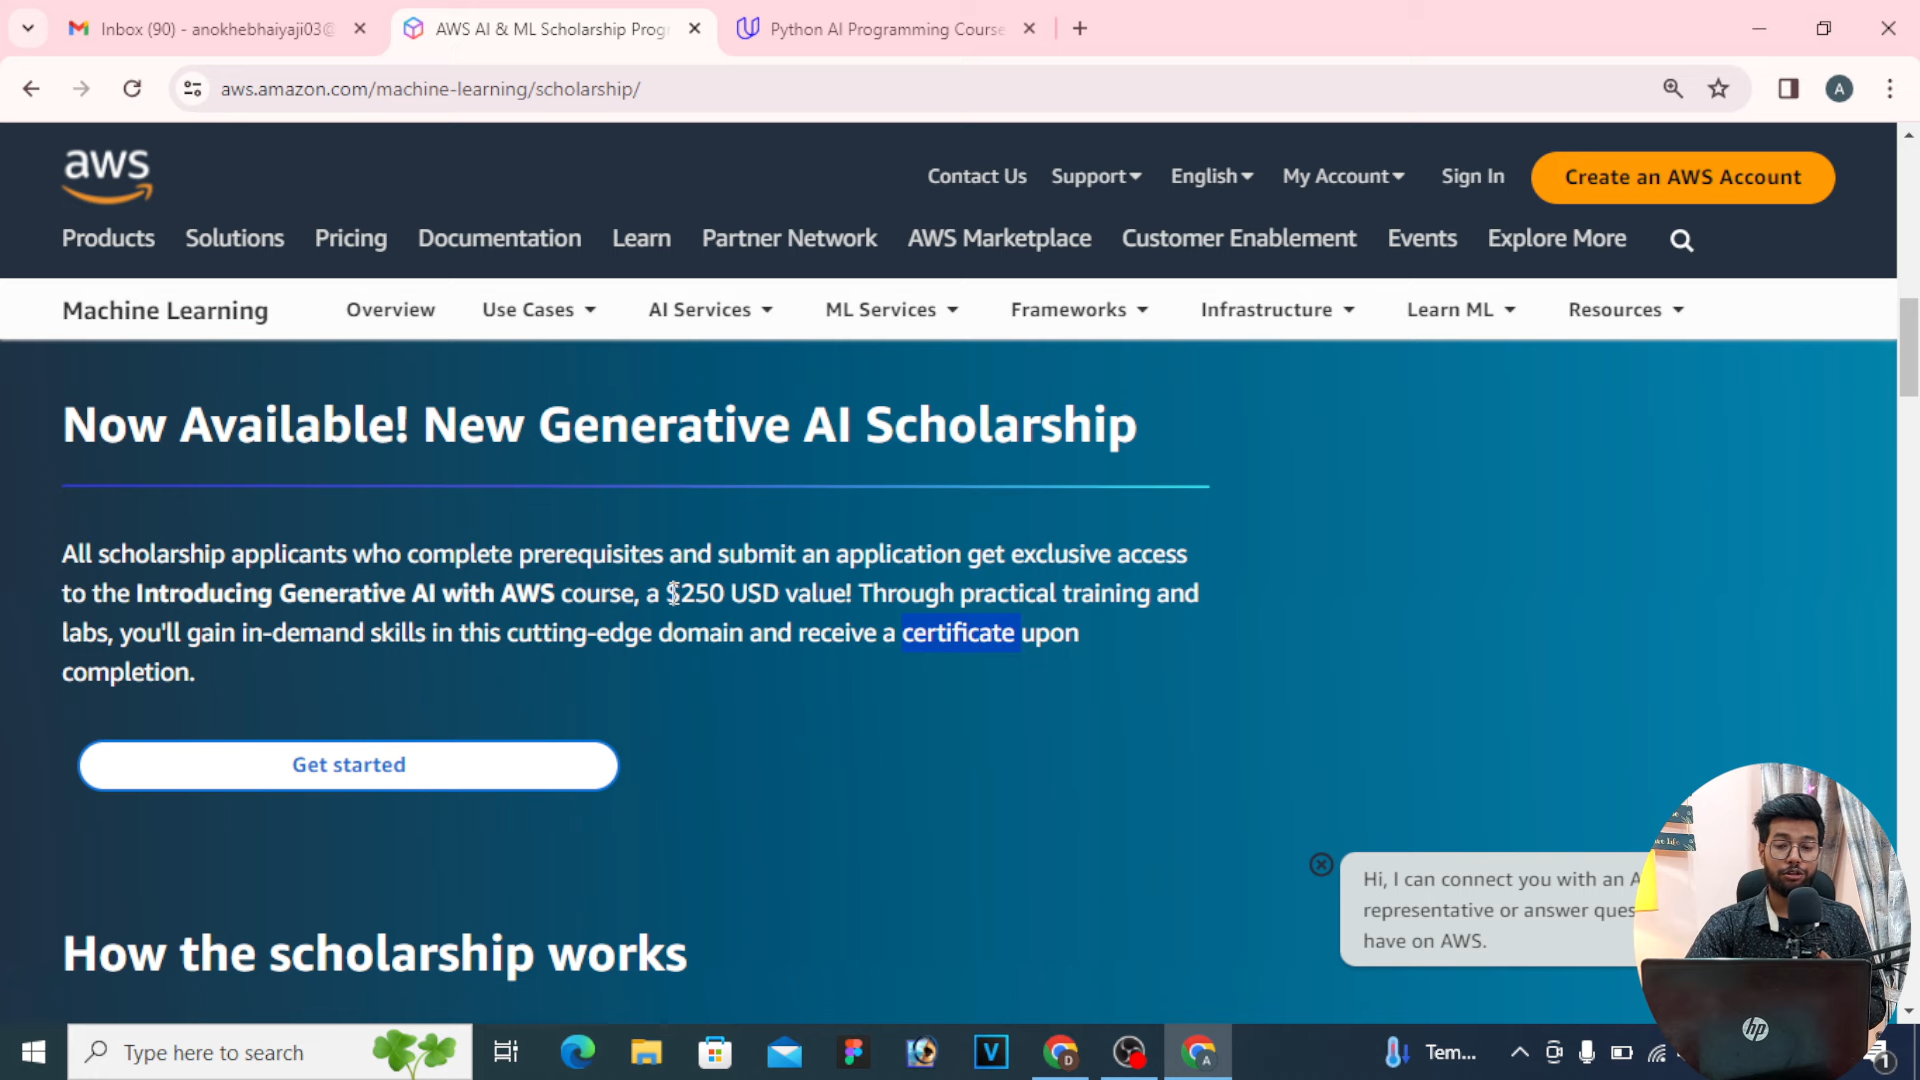 Inbox (90) - anokhebhaiyaji03@
AWS AI & ML Scholarship Prog
Python AI Programming Course
aws.amazon.com/machine-learning/scholarship/
A
aws
Contact Us Support English My Account Sign In Create an AWS Account
Products Solutions Pricing Documentation Learn Partner Network AWS Marketplace Customer Enablement Events Explore More
Machine Learning Overview Use Cases AI Services ML Services Frameworks Infrastructure Learn ML Resources
Now Available! New Generative AI Scholarship
All scholarship applicants who complete prerequisites and submit an application get exclusive access
to the Introducing Generative AI with AWS course, a $250 USD value! Through practical training and
labs, you'll gain in-demand skills in this cutting-edge domain and receive a certificate upon
completion.
Get started
Hi, I can connect you with an A
representative or answer ques
have on AWS.
How the scholarship works
hp
Type here to search
V
D
A
Tem...
1